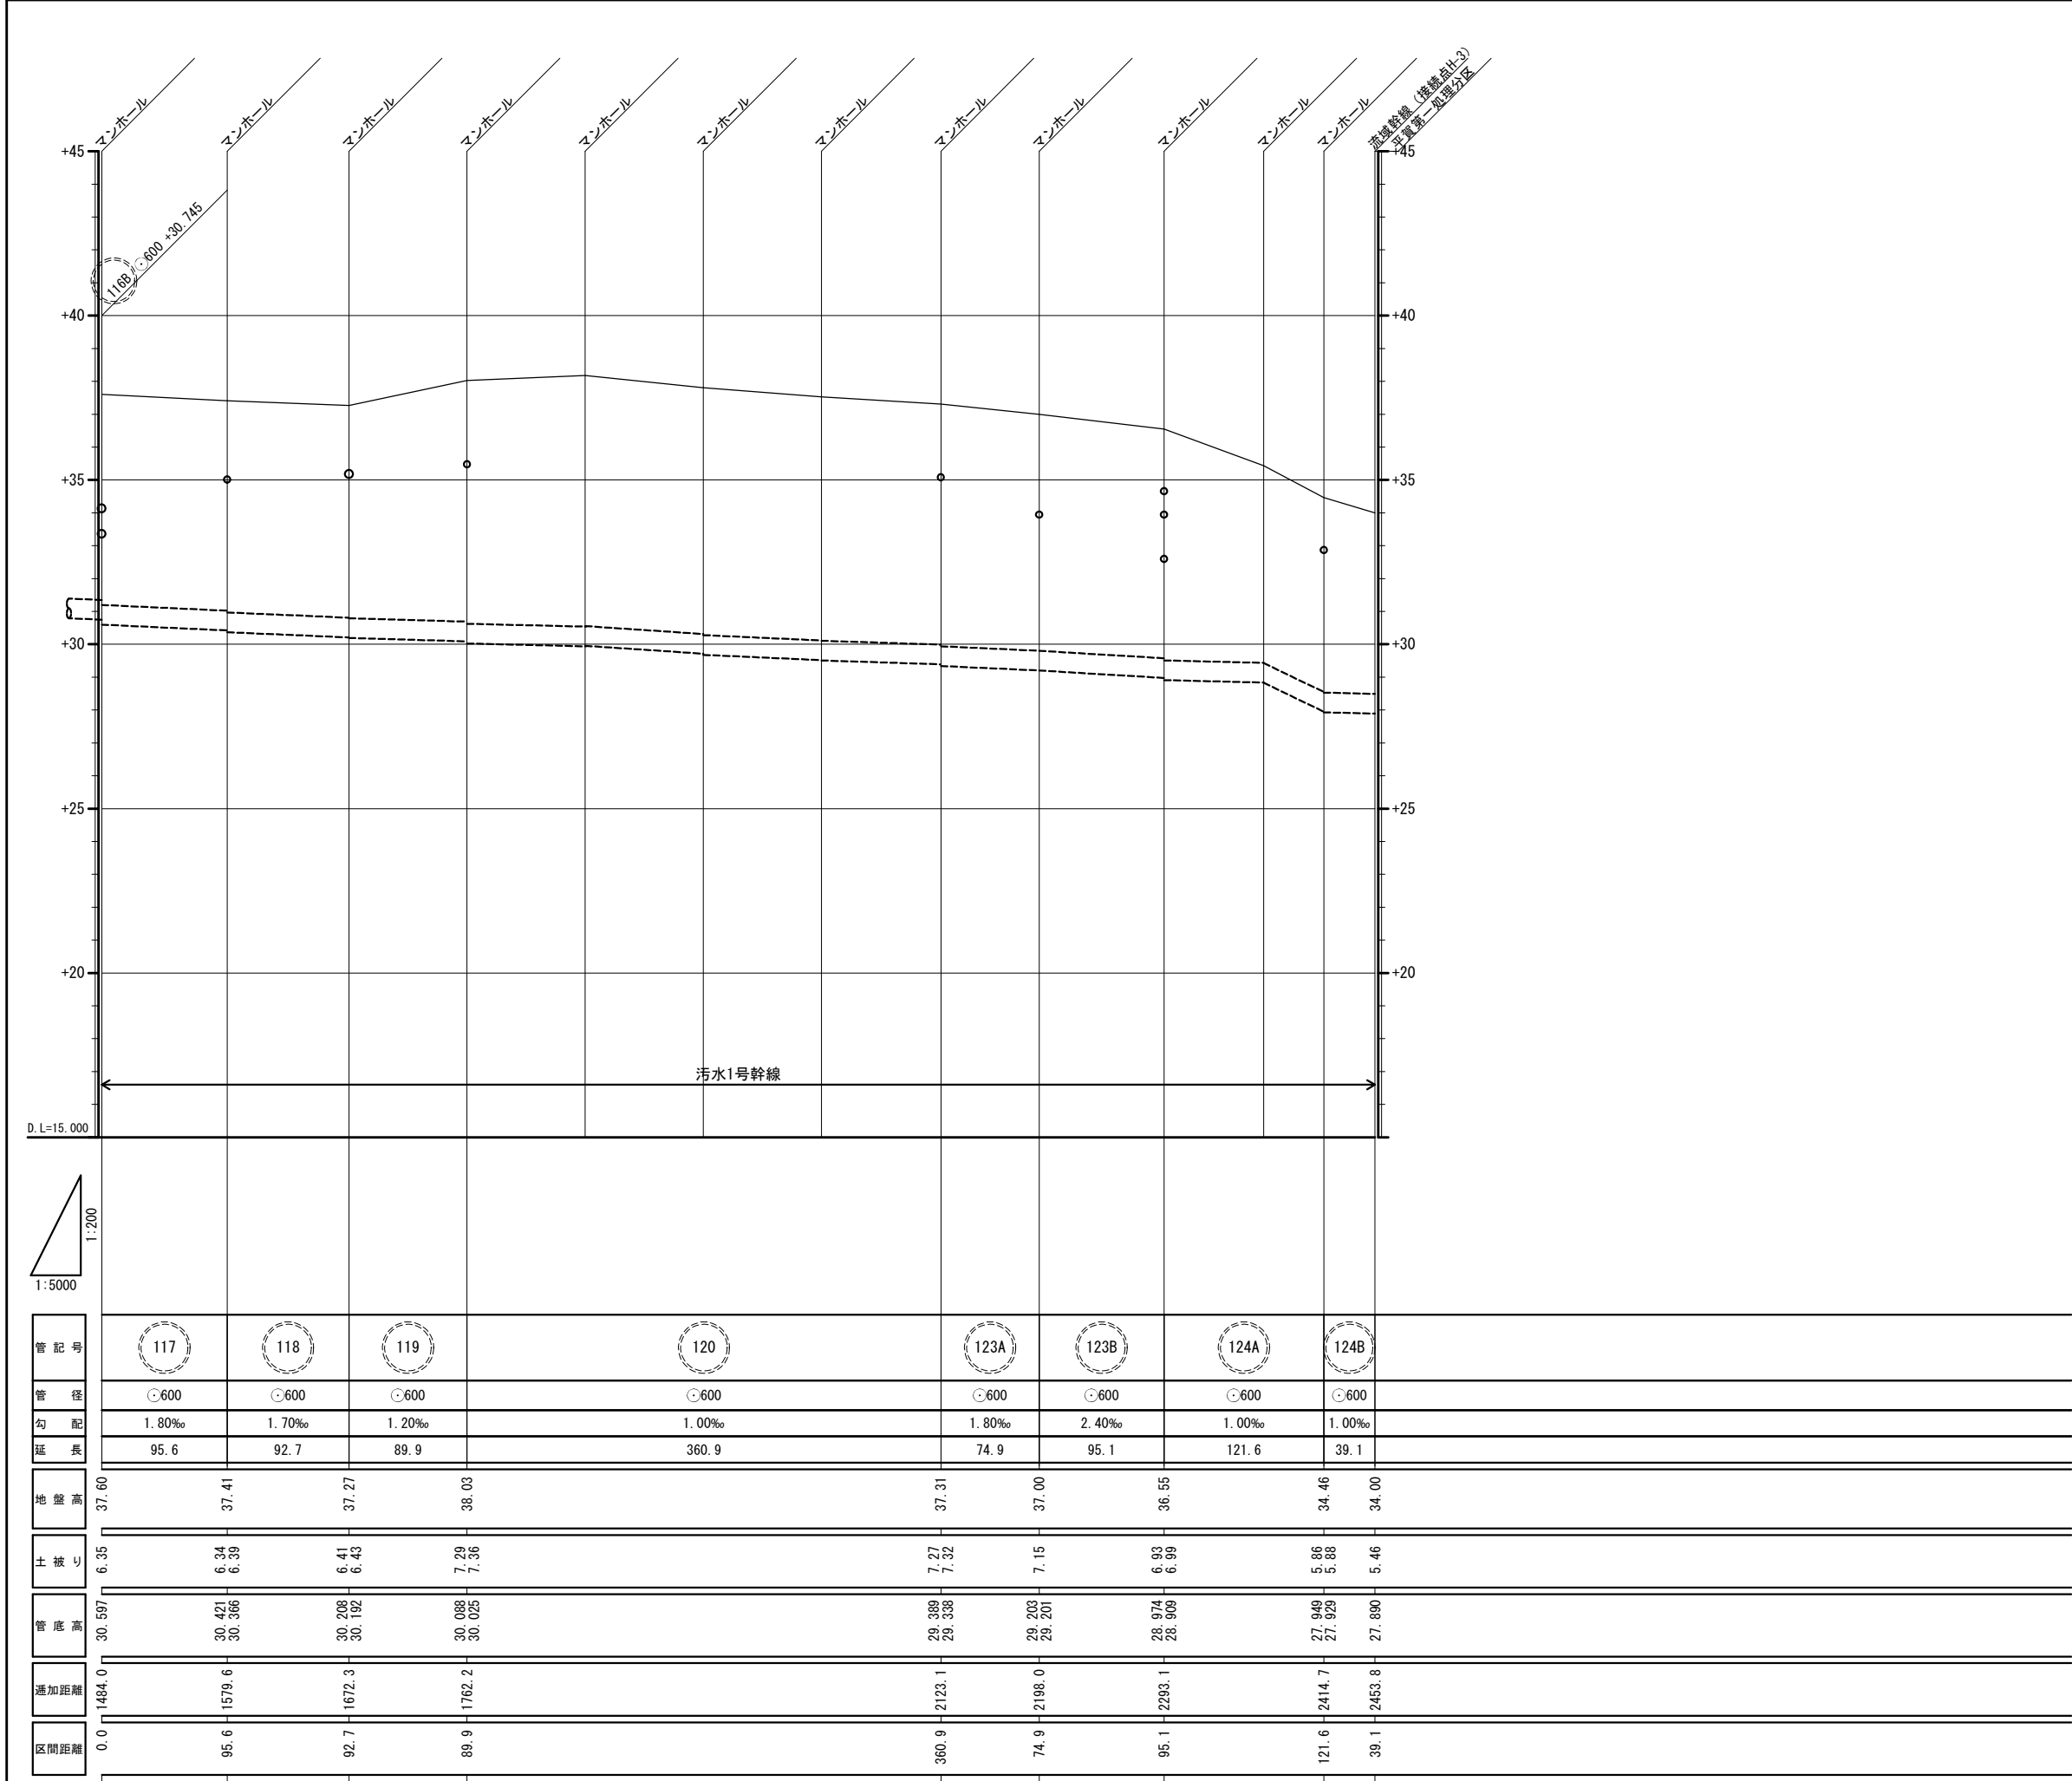 マンホール
マンホール
マンホール
マンホール
マンホール
マンホール
マンホール
マンホール
マンホール
マンホール
マンホール
マンホール
流域幹線（接続点H-3）
平賀第一処理分区
+45 +45
116B ⊙600 +30.745
+40 +40
+35 +35
+30 +30
+25 +25
+20 +20
汚水1号幹線
D.L=15.000
1:200
1:5000
管記号 117 118 119 120 123A 123B 124A 124B
管径 ⊙600 ⊙600 ⊙600 ⊙600 ⊙600 ⊙600 ⊙600 ⊙600
勾配 1.80‰ 1.70‰ 1.20‰ 1.00‰ 1.80‰ 2.40‰ 1.00‰ 1.00‰
延長 95.6 92.7 89.9 360.9 74.9 95.1 121.6 39.1
地盤高 37.60 37.41 37.27 38.03 37.31 37.00 36.55 34.46 34.00
土被り 6.35 6.34 6.39 6.41 6.43 7.29 7.36 7.27 7.32 7.15 6.93 6.99 5.86 5.88 5.46
管底高 30.597 30.421 30.366 30.208 30.192 30.088 30.025 29.389 29.338 29.203 29.201 28.974 28.909 27.949 27.929 27.890
逓加距離 1484.0 1579.6 1672.3 1762.2 2123.1 2198.0 2293.1 2414.7 2453.8
区間距離 0.0 95.6 92.7 89.9 360.9 74.9 95.1 121.6 39.1